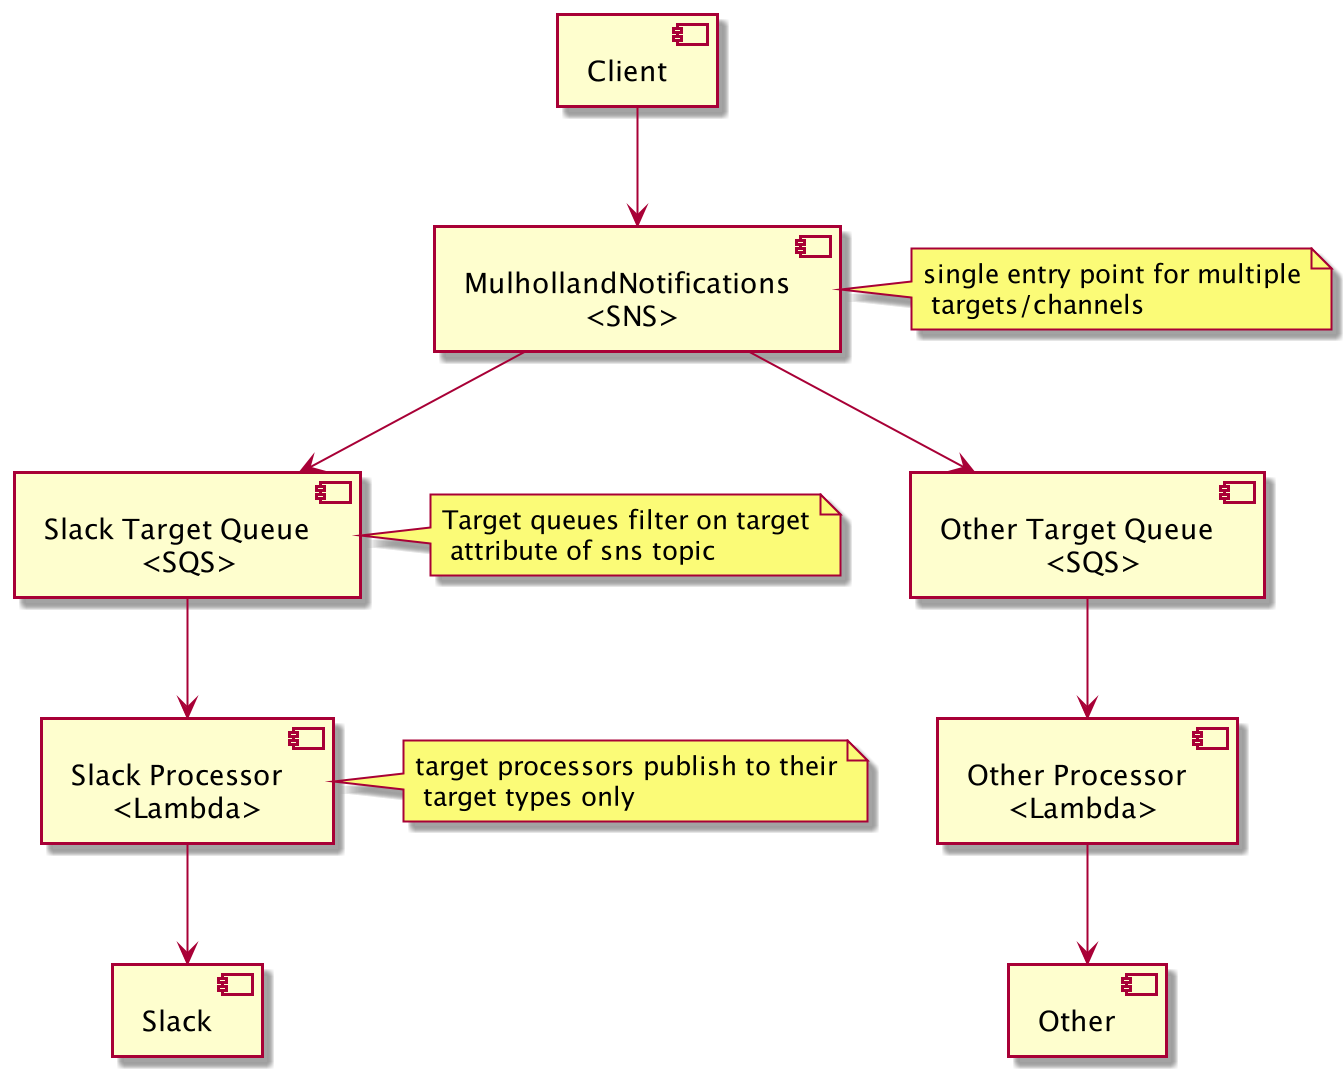 Client
MulhollandNotifications
<SNS>
single entry point for multiple
targets/channels
Slack Target Queue
<SQS>
Target queues filter on target
attribute of sns topic
Other Target Queue
<SQS>
Slack Processor
<Lambda>
target processors publish to their
target types only
Other Processor
<Lambda>
Slack
Other